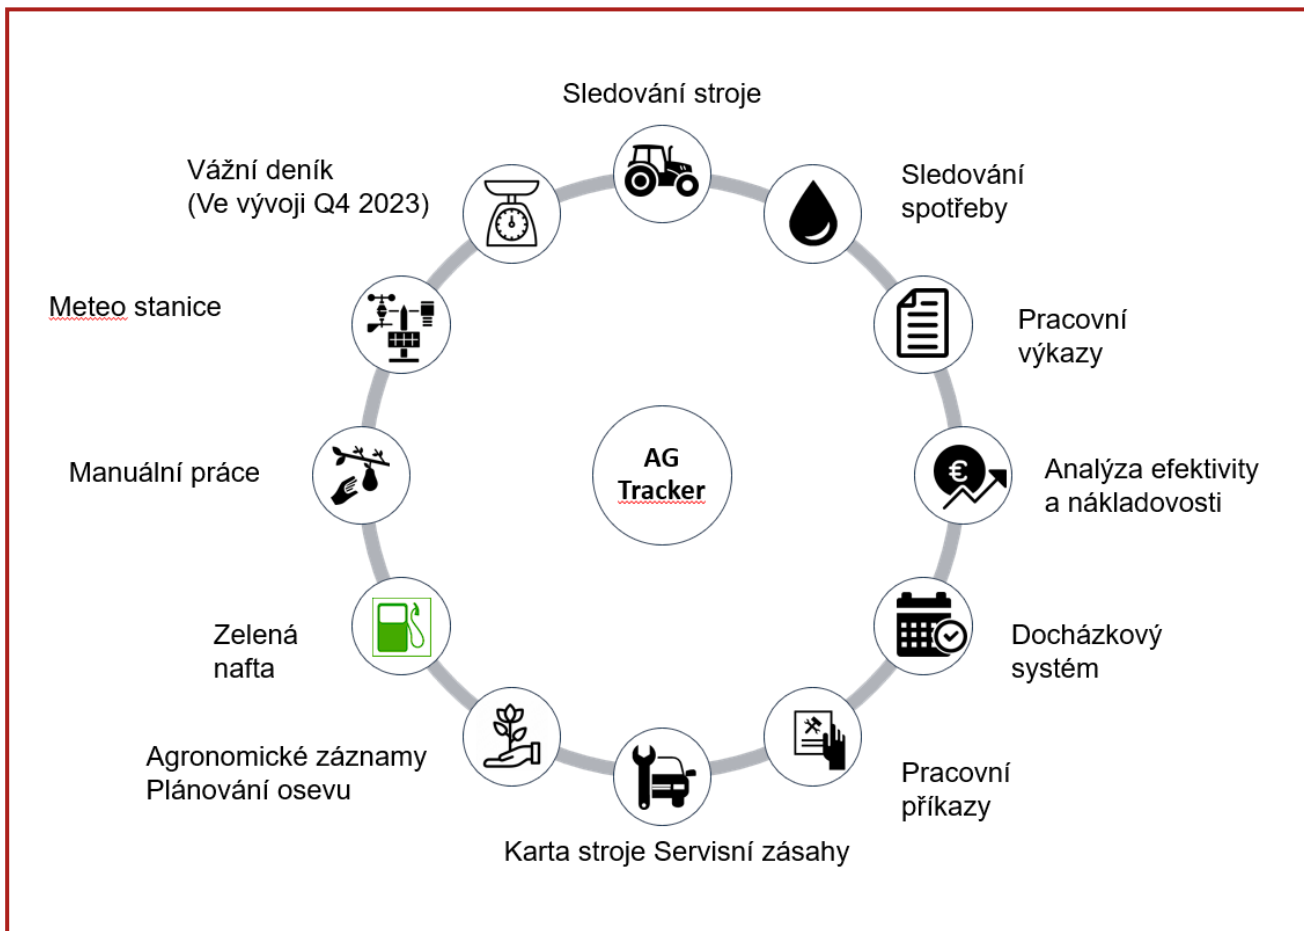 Sledování stroje
Vážní deník
(Ve vývoji Q4 2023)
Sledování
spotřeby
Meteo stanice
Pracovní
výkazy
AG
Tracker
Manuální práce
Analýza efektivity
a nákladovosti
€
Zelená
nafta
Docházkový
systém
Agronomické záznamy
Plánování osevu
Pracovní
příkazy
Karta stroje Servisní zásahy